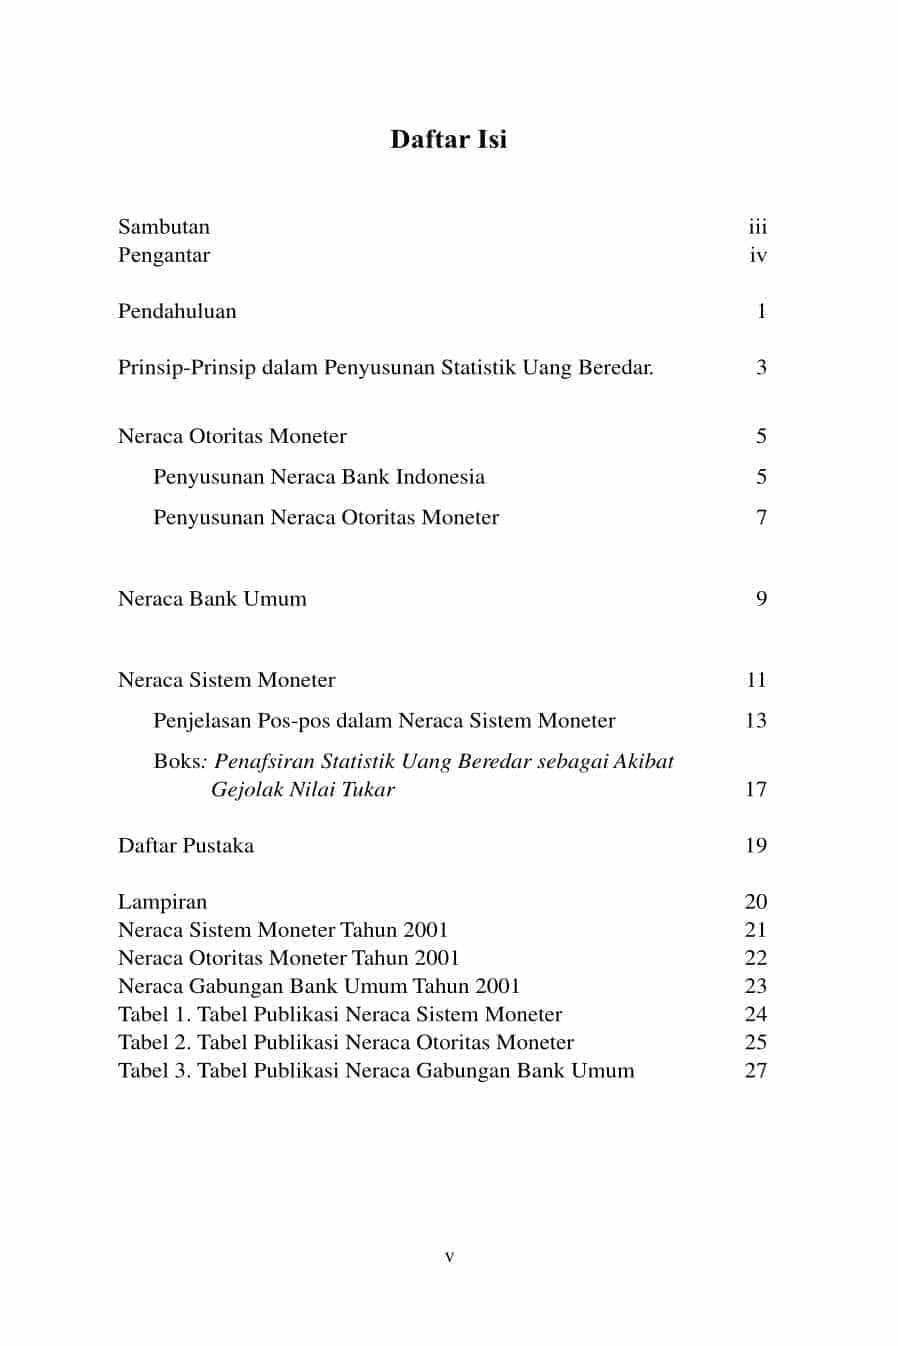 Daftar Isi
Sambutan iii
Pengantar iv
Pendahuluan 1
Prinsip-Prinsip dalam Penyusunan Statistik Uang Beredar. 3
Neraca Otoritas Moneter 5
Penyusunan Neraca Bank Indonesia 5
Penyusunan Neraca Otoritas Moneter 7
Neraca Bank Umum 9
Neraca Sistem Moneter 11
Penjelasan Pos-pos dalam Neraca Sistem Moneter 13
Boks: Penafsiran Statistik Uang Beredar sebagai Akibat
Gejolak Nilai Tukar 17
Daftar Pustaka 19
Lampiran 20
Neraca Sistem Moneter Tahun 2001 21
Neraca Otoritas Moneter Tahun 2001 22
Neraca Gabungan Bank Umum Tahun 2001 23
Tabel 1. Tabel Publikasi Neraca Sistem Moneter 24
Tabel 2. Tabel Publikasi Neraca Otoritas Moneter 25
Tabel 3. Tabel Publikasi Neraca Gabungan Bank Umum 27
v